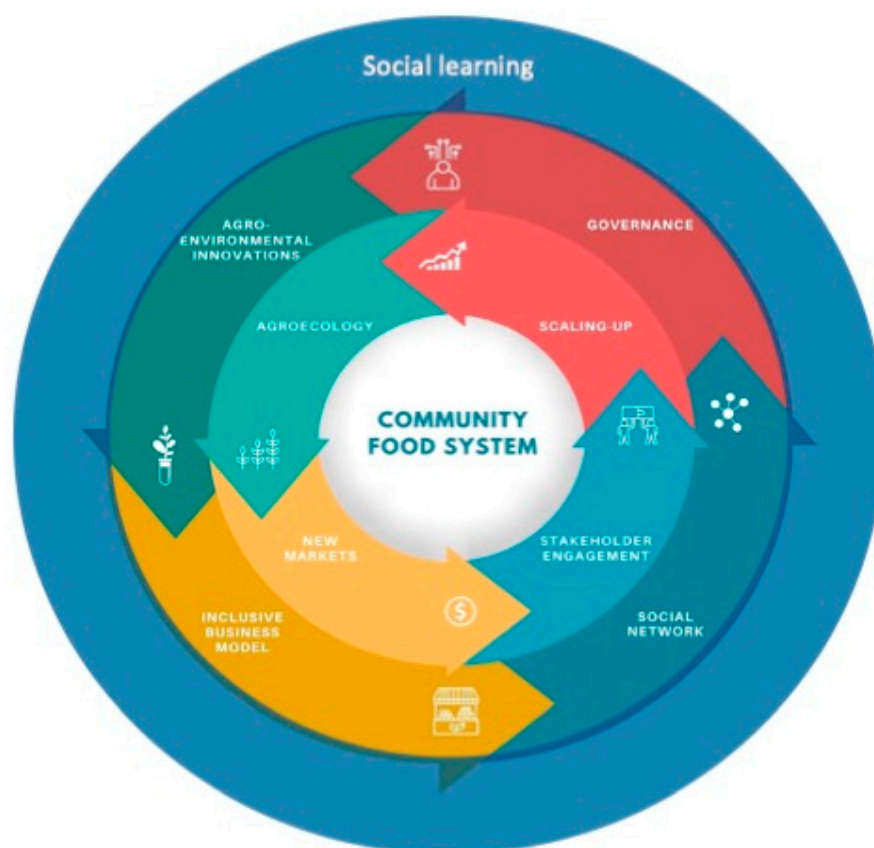 Social learning
AGRO-
ENVIRONMENTAL
INNOVATIONS
GOVERNANCE
AGROECOLOGY
SCALING-UP
COMMUNITY
FOOD SYSTEM
NEW
MARKETS
STAKEHOLDER
ENGAGEMENT
INCLUSIVE
BUSINESS
MODEL
SOCIAL
NETWORK
$